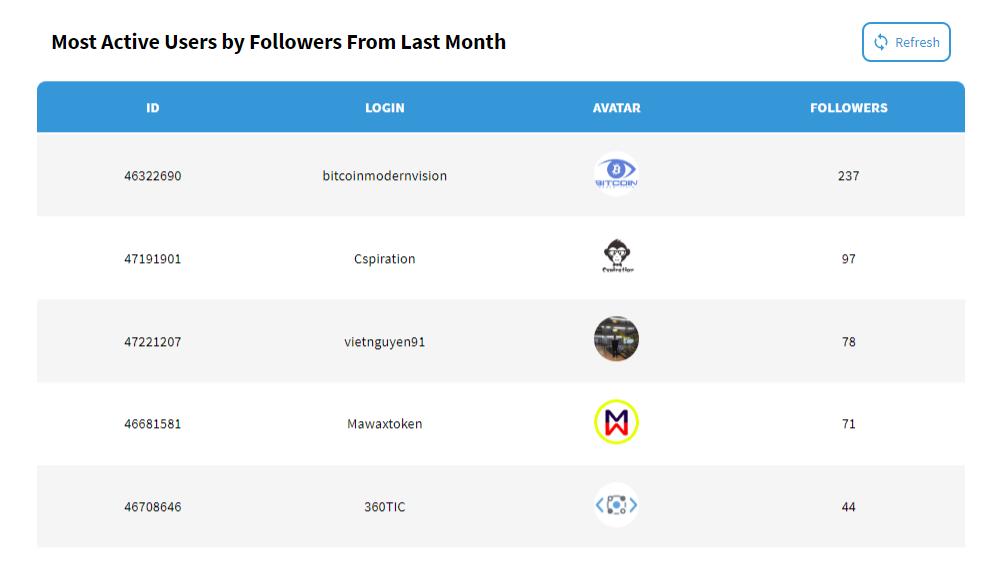 Most Active Users by Followers From Last Month
Refresh
ID LOGIN AVATAR FOLLOWERS
46322690 bitcoinmodernvision BITCOIN 237
47191901 Cspiration Cspiration 97
47221207 vietnguyen91 78
46681581 Mawaxtoken M 71
46708646 360TIC 44